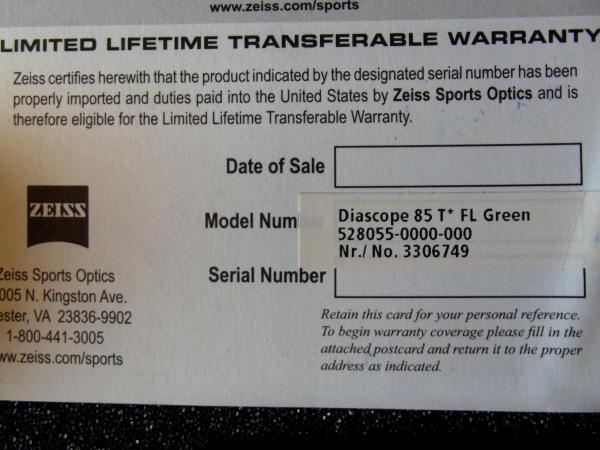 www.zeiss.com/sports
LIMITED LIFETIME TRANSFERABLE WARRANTY
Zeiss certifies herewith that the product indicated by the designated serial number has been
properly imported and duties paid into the United States by Zeiss Sports Optics and is
therefore eligible for the Limited Lifetime Transferable Warranty.
Date of Sale
ZEISS
Model Number
Diascope 85 T* FL Green
528055-0000-000
Nr./ No. 3306749
Serial Number
Zeiss Sports Optics
005 N. Kingston Ave.
ester, VA 23836-9902
1-800-441-3005
ww.zeiss.com/sports
Retain this card for your personal reference.
To begin warranty coverage please fill in the
attached postcard and return it to the proper
address as indicated.